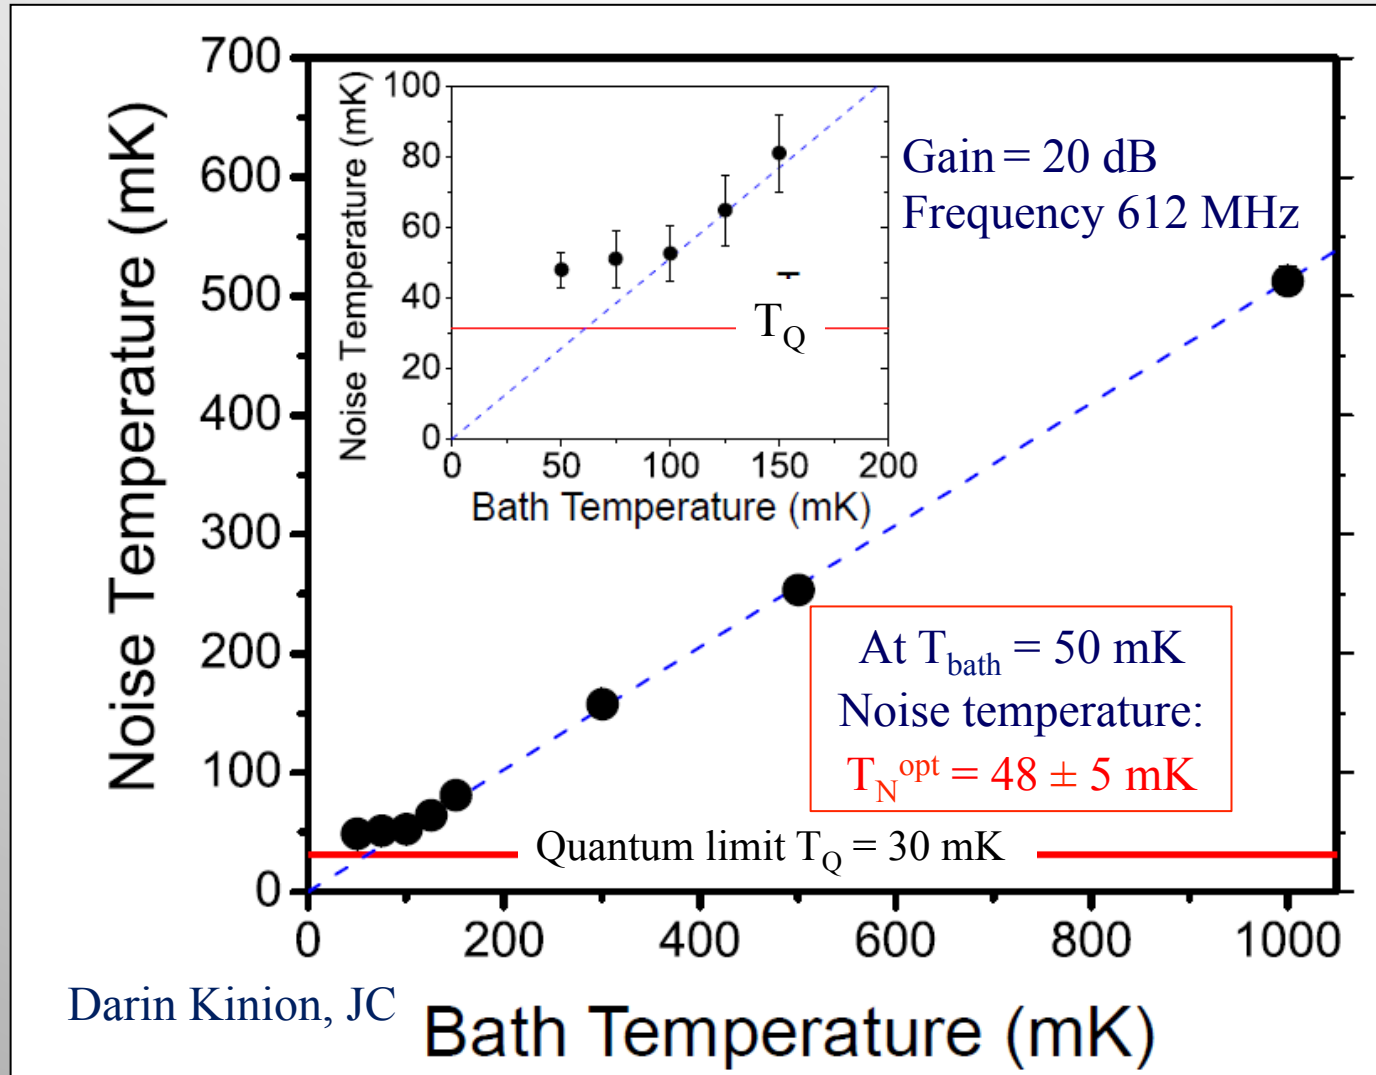 700
600
500
400
300
200
100
0
Noise Temperature (mK)
100
80
60
40
20
0
Noise Temperature (mK)
0 50 100 150 200
Bath Temperature (mK)
T_Q
Gain = 20 dB
Frequency 612 MHz
At T_bath = 50 mK
Noise temperature:
T_N^opt = 48 ± 5 mK
Quantum limit T_Q = 30 mK
0 200 400 600 800 1000
Darin Kinion, JC
Bath Temperature (mK)